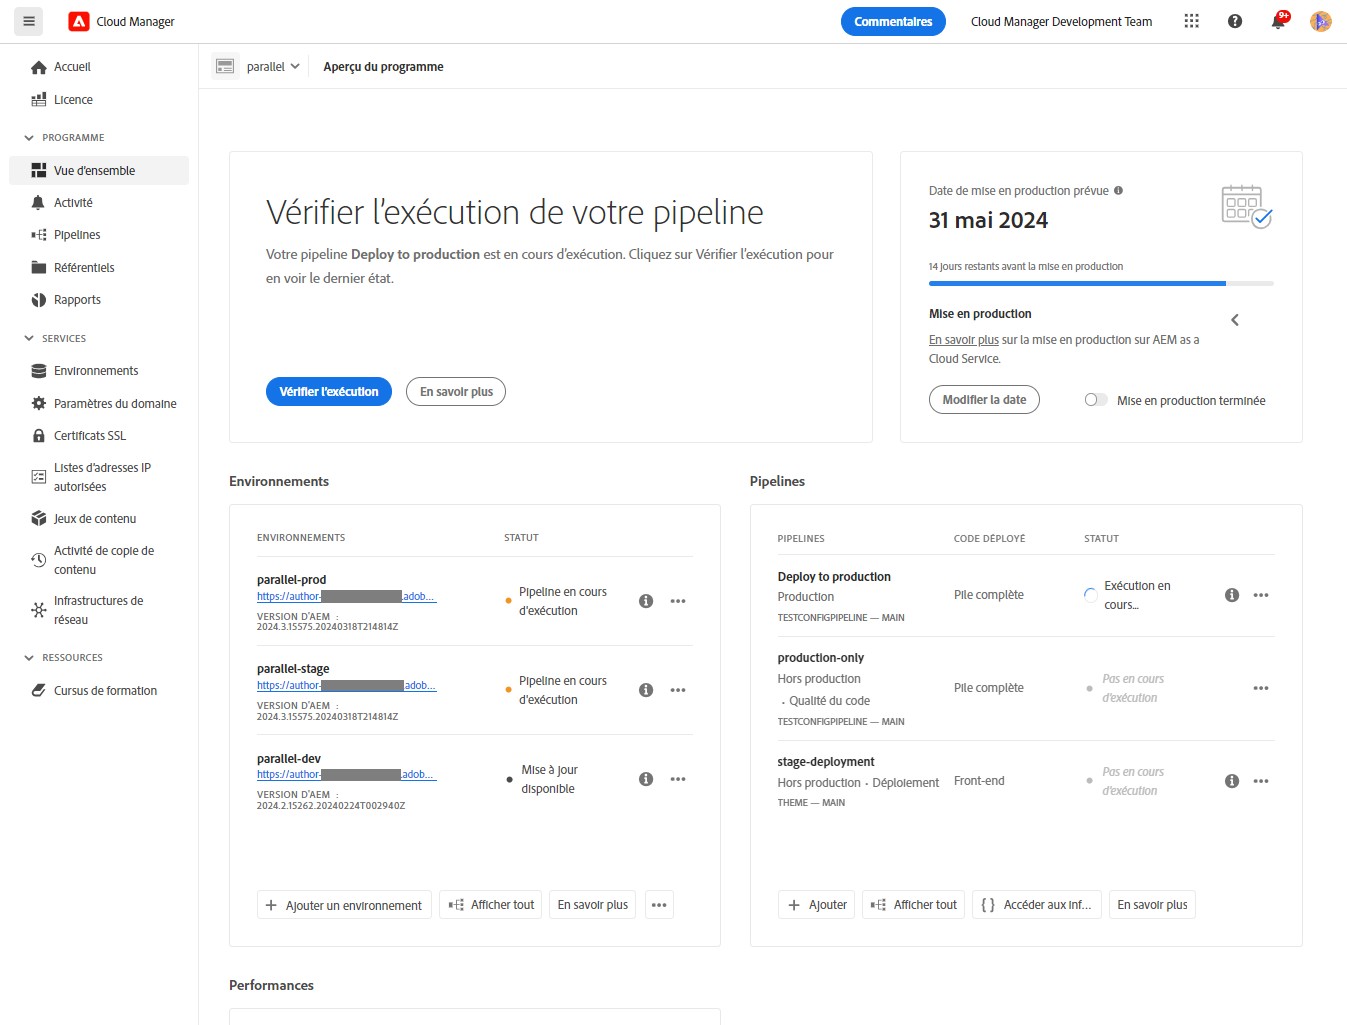 Cloud Manager
Commentaires
Cloud Manager Development Team
9+
Accueil
Licence
PROGRAMME
Vue d'ensemble
Activité
Pipelines
Référentiels
Rapports
SERVICES
Environnements
Paramètres du domaine
Certificats SSL
Listes d'adresses IP
autorisées
Jeux de contenu
Activité de copie de
contenu
Infrastructures de
réseau
RESSOURCES
Cursus de formation
parallel
Aperçu du programme
Vérifier l'exécution de votre pipeline
Votre pipeline Deploy to production est en cours d'exécution. Cliquez sur Vérifier l'exécution pour
en voir le dernier état.
Vérifier l'exécution
En savoir plus
Date de mise en production prévue
31 mai 2024
14 jours restants avant la mise en production
Mise en production
En savoir plus sur la mise en production sur AEM as a
Cloud Service.
Modifier la date
Mise en production terminée
Environnements
ENVIRONNEMENTS STATUT
parallel-prod
https://author- .adob...
VERSION D'AEM :
2024.3.15575.20240318T214814Z
Pipeline en cours
d'exécution
parallel-stage
https://author- adob...
VERSION D'AEM :
2024.3.15575.20240318T214814Z
Pipeline en cours
d'exécution
parallel-dev
https://author- .adob...
VERSION D'AEM :
2024.2.15262.20240224T002940Z
Mise à jour
disponible
Ajouter un environnement
Afficher tout
En savoir plus
Pipelines
PIPELINES CODE DÉPLOYÉ STATUT
Deploy to production
Production
TESTCONFIGPIPELINE — MAIN
Pile complète
Exécution en
cours...
production-only
Hors production
· Qualité du code
TESTCONFIGPIPELINE — MAIN
Pile complète
Pas en cours
d'exécution
stage-deployment
Hors production · Déploiement
THEME — MAIN
Front-end
Pas en cours
d'exécution
Ajouter
Afficher tout
{ } Accéder aux inf...
En savoir plus
Performances